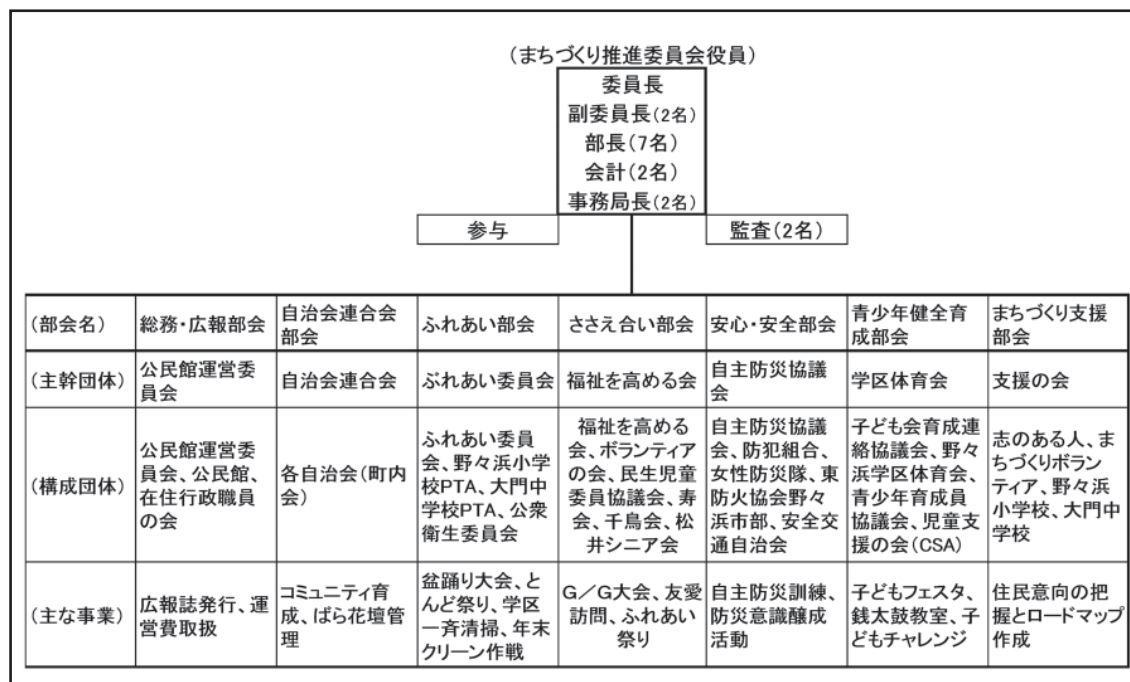 (まちづくり推進委員会役員)
委員長
副委員長(2名)
部長(7名)
会計(2名)
事務局長(2名)
参与
監査(2名)
(部会名)
総務・広報部会
自治会連合会
部会
ふれあい部会
ささえ合い部会
安心・安全部会
青少年健全育
成部会
まちづくり支援
部会
(主幹団体)
公民館運営委
員会
自治会連合会
ぶれあい委員会
福祉を高める会
自主防災協議
会
学区体育会
支援の会
(構成団体)
公民館運営委
員会、公民館、
在住行政職員
の会
各自治会(町内
会)
ふれあい委員
会、野々浜小学
校PTA、大門中
学校PTA、公衆
衛生委員会
福祉を高める
会、ボランティア
の会、民生児童
委員協議会、寿
会、千鳥会、松
井シニア会
自主防災協議
会、防犯組合、
女性防災隊、東
防火協会野々
浜市部、安全交
通自治会
子ども会育成連
絡協議会、野々
浜学区体育会、
青少年育成員
協議会、児童支
援の会(CSA)
志のある人、ま
ちづくりボラン
ティア、野々浜
小学校、大門中
学校
(主な事業)
広報誌発行、運
営費取扱
コミュニティ育
成、ばら花壇管
理
盆踊り大会、と
んど祭り、学区
一斉清掃、年末
クリーン作戦
G/G大会、友愛
訪問、ふれあい
祭り
自主防災訓練、
防災意識醸成
活動
子どもフェスタ、
銭太鼓教室、子
どもチャレンジ
住民意向の把
握とロードマップ
作成